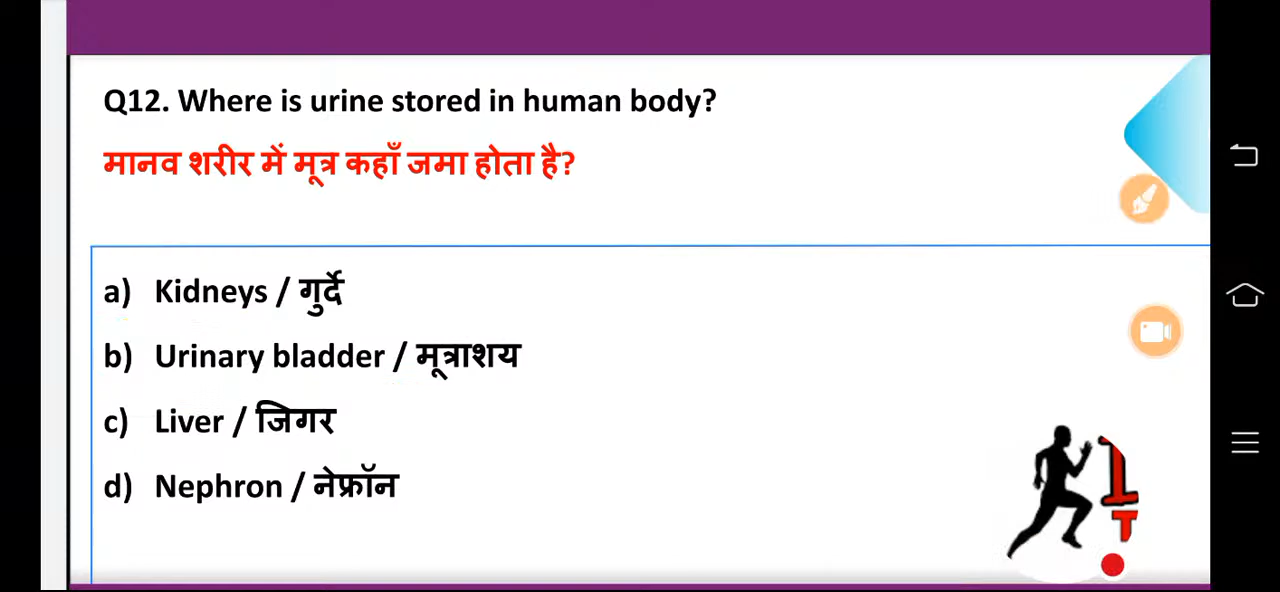 Q12. Where is urine stored in human body?
मानव शरीर में मूत्र कहाँ जमा होता है?
a) Kidneys / गुर्दे
b) Urinary bladder / मूत्राशय
c) Liver / जिगर
d) Nephron / नेफ्रॉन